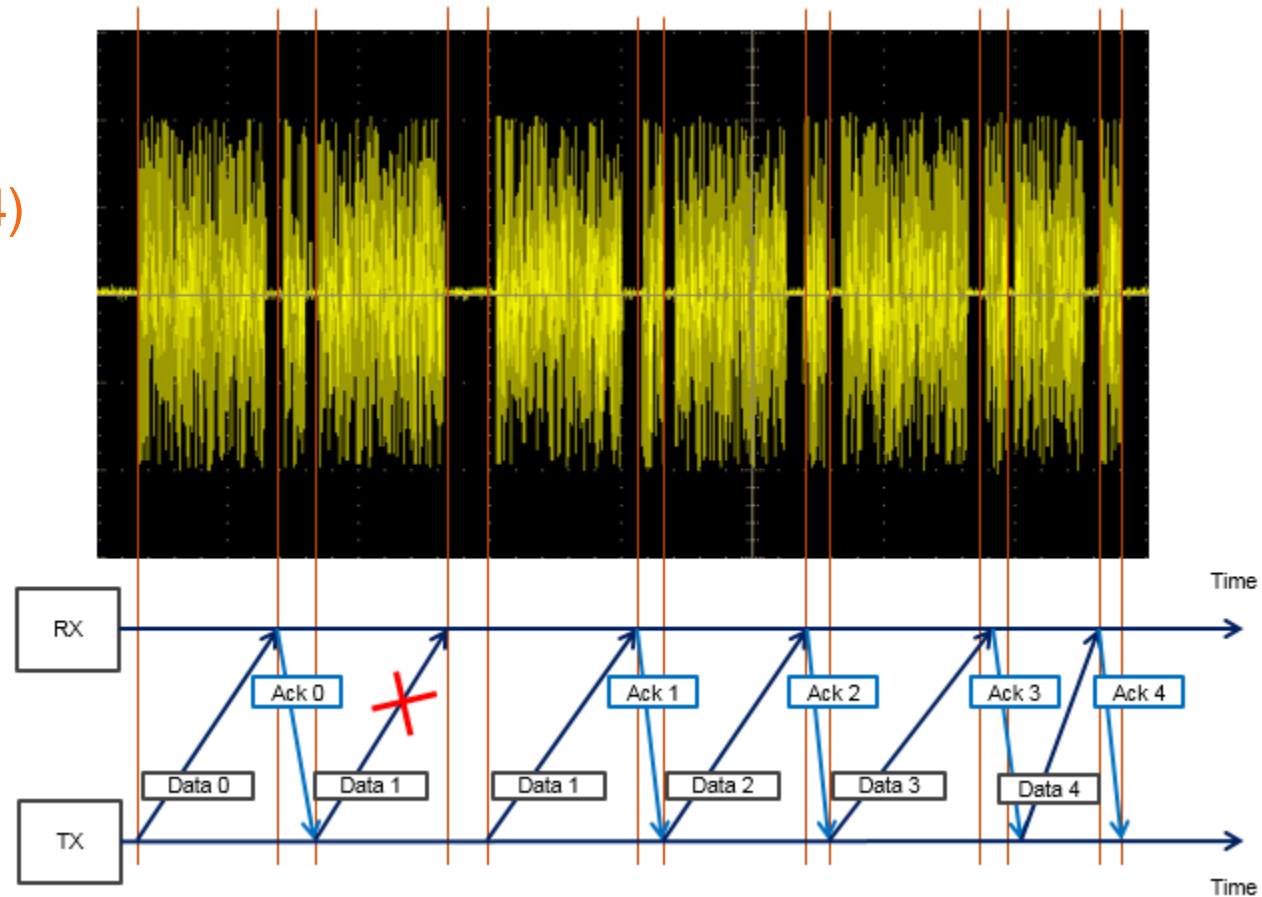 4)
Time
RX
Ack 0
Ack 1
Ack 2
Ack 3
Ack 4
Data 0
Data 1
Data 1
Data 2
Data 3
Data 4
TX
Time